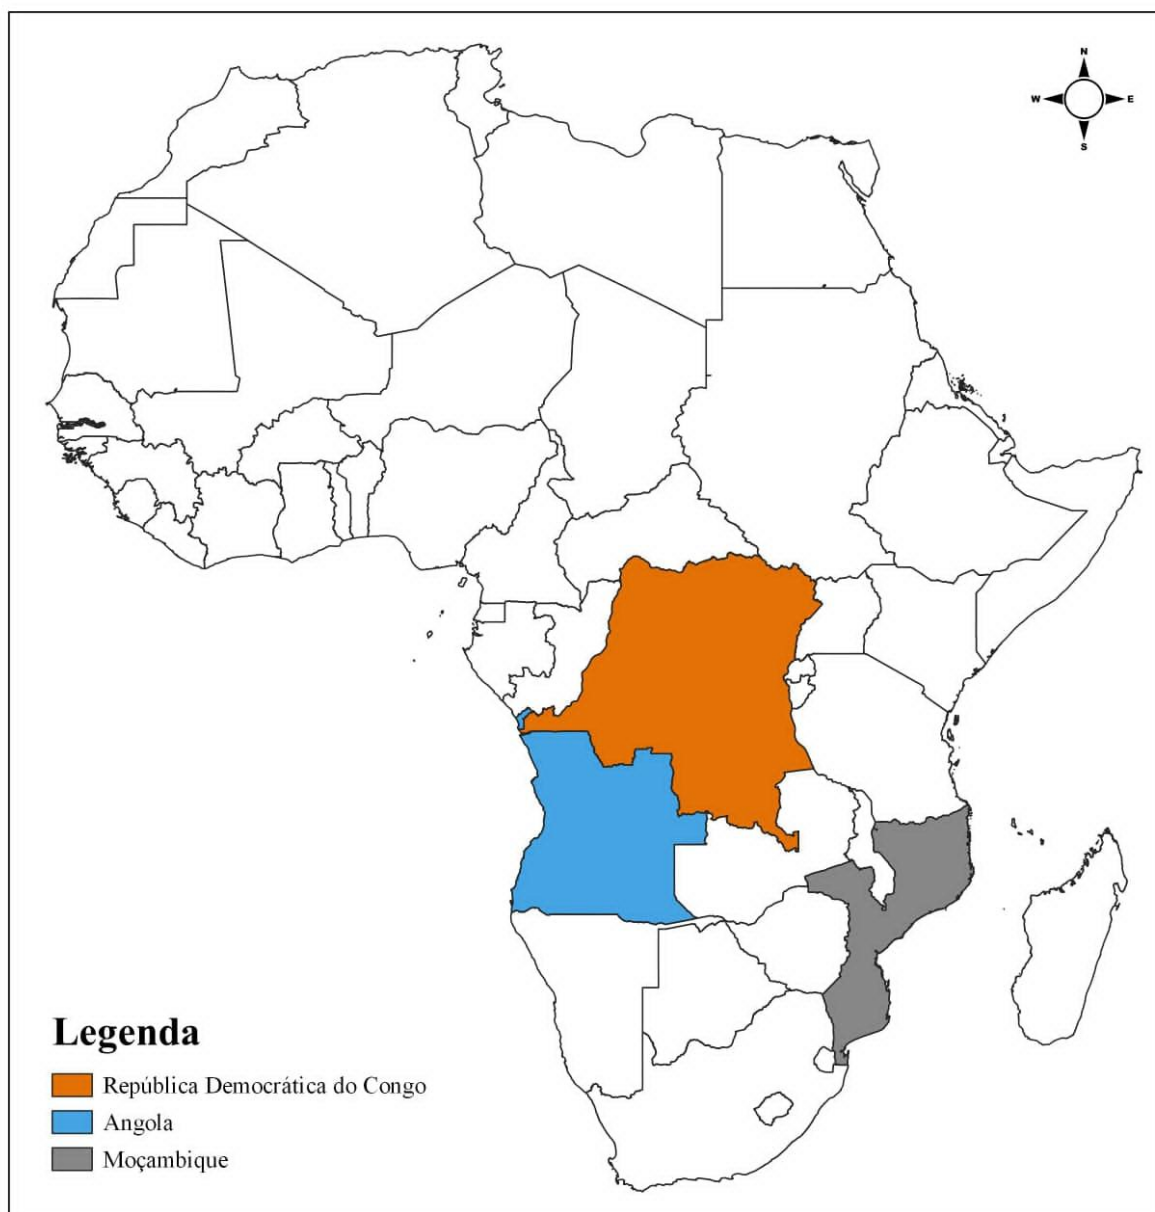 N
W E
S
Legenda
República Democrática do Congo
Angola
Moçambique